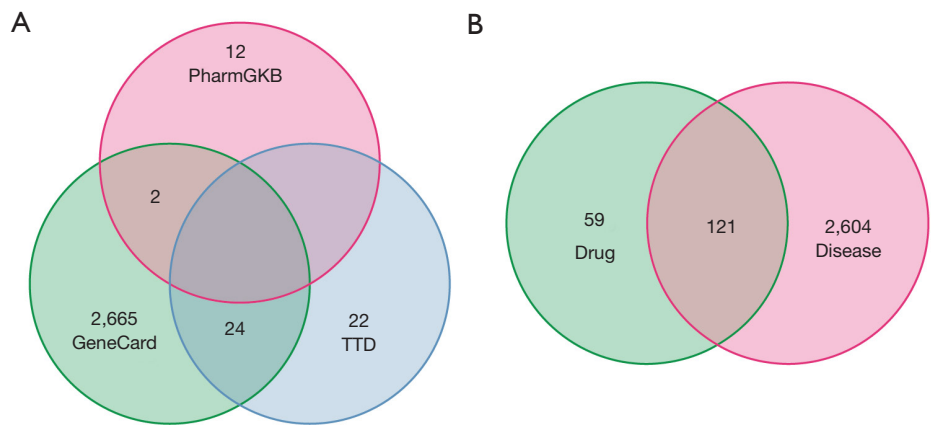 A
12
PharmGKB
2
2,665
GeneCard
24
22
TTD
B
59
Drug
121
2,604
Disease